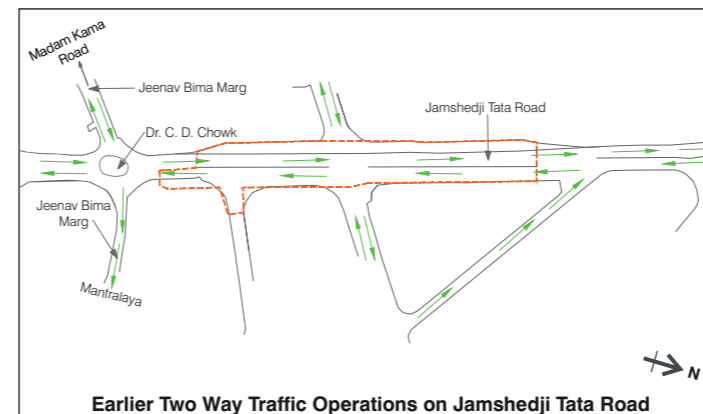 Madam Kama
Road
Jeenav Bima Marg
Dr. C. D. Chowk
Jamshedji Tata Road
Jeenav Bima
Marg
Mantralaya
N
Earlier Two Way Traffic Operations on Jamshedji Tata Road